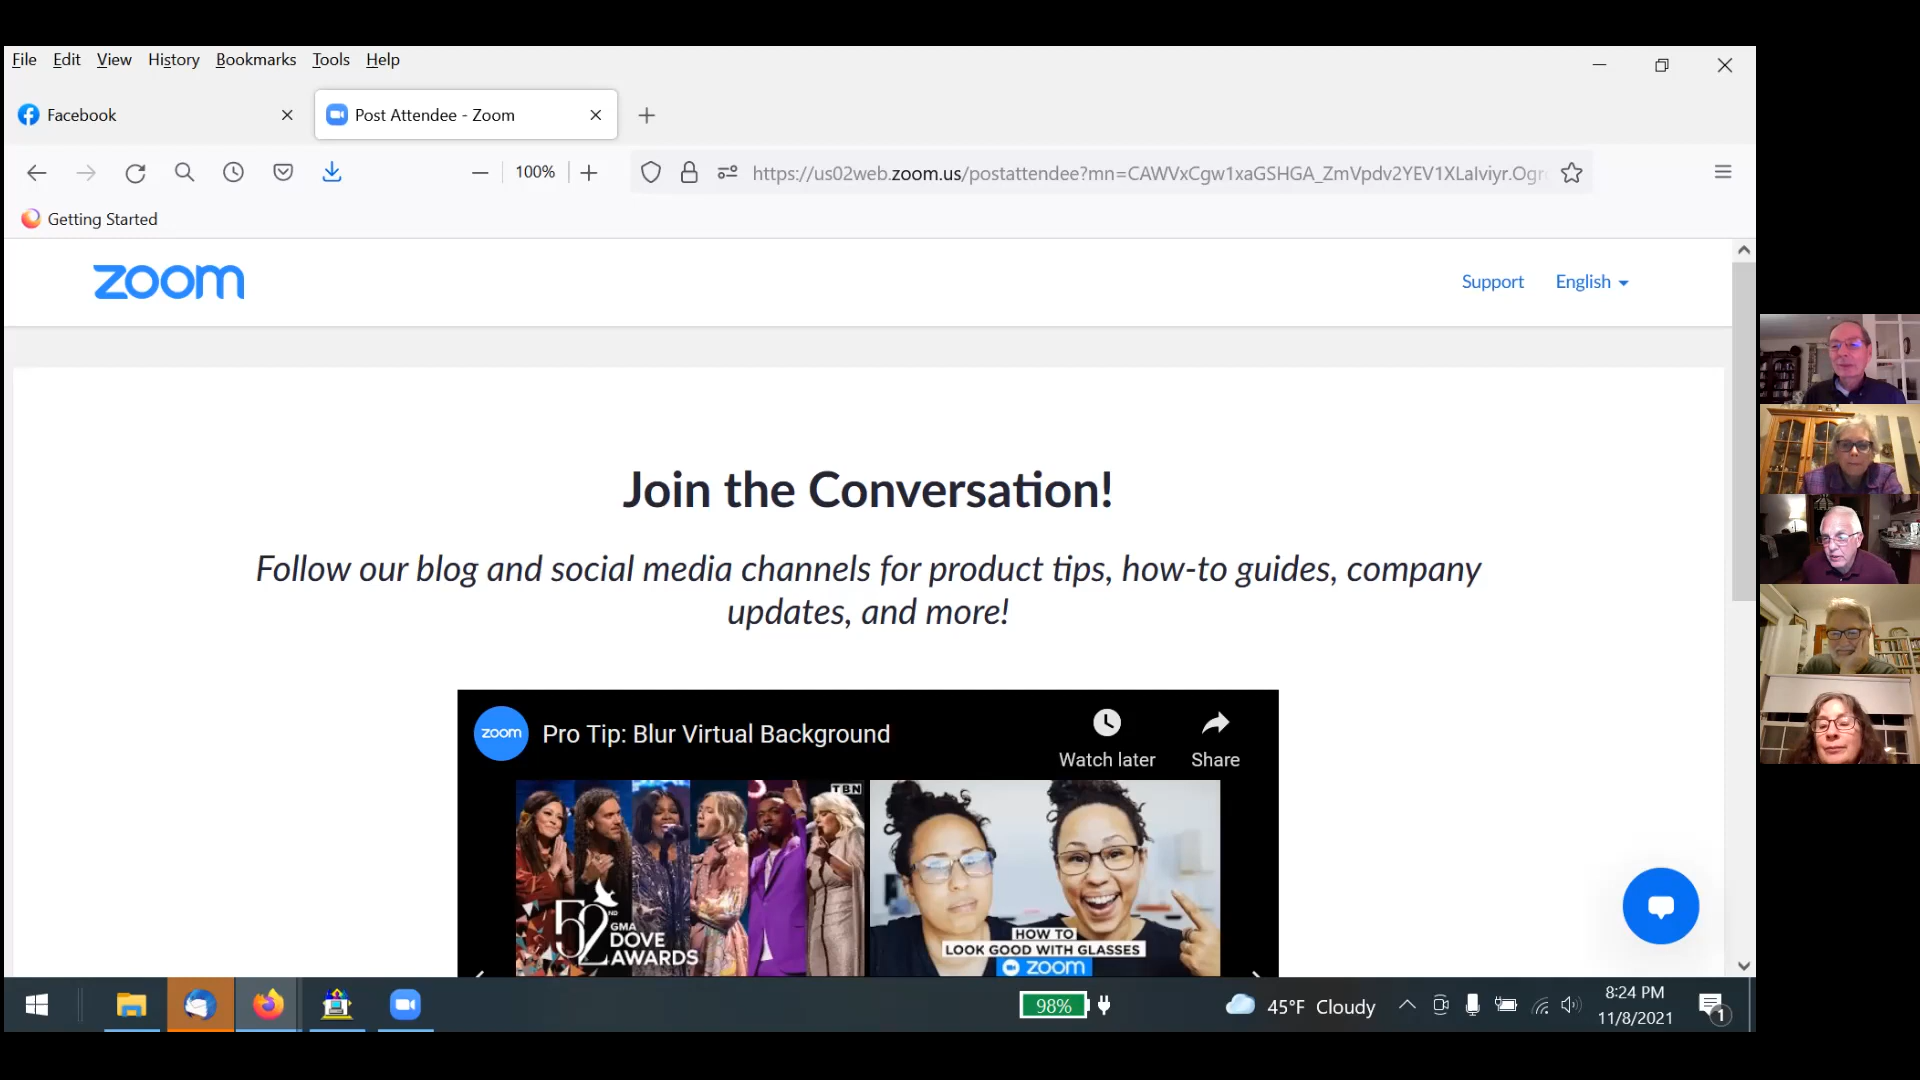 File Edit View History Bookmarks Tools Help
Facebook
Post Attendee - Zoom
100%
https://us02web.zoom.us/postattendee?mn=CAWVxCgw1xaGSHGA_ZmVpdv2YEV1XLalviyr.Ogr
Getting Started
zoom
Support English
Join the Conversation!
Follow our blog and social media channels for product tips, how-to guides, company
updates, and more!
zoom
Pro Tip: Blur Virtual Background
Watch later
Share
TBN
52ND
GMA
DOVE
AWARDS
HOW TO
LOOK GOOD WITH GLASSES
zoom
98%
45°F Cloudy
8:24 PM
11/8/2021
1